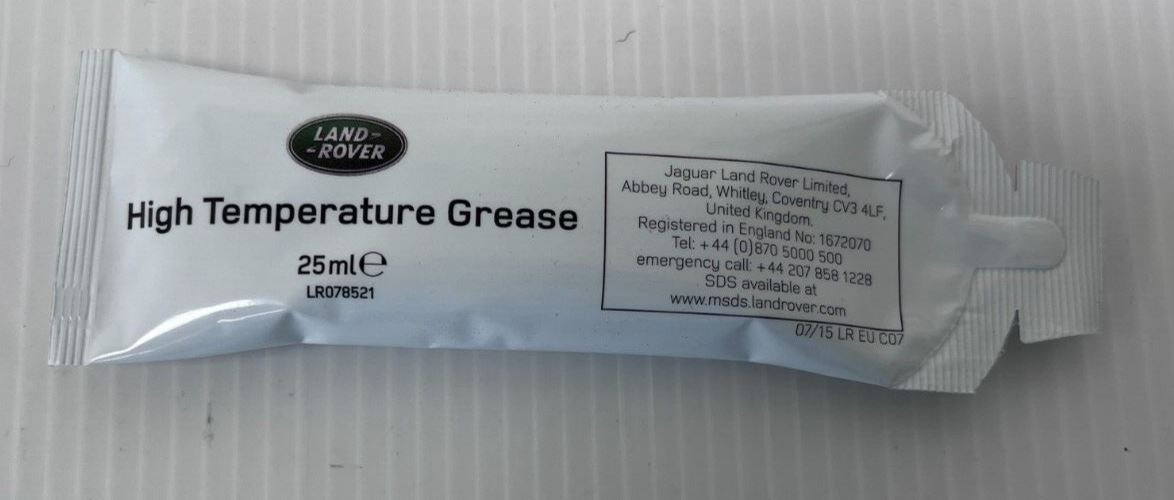 LAND-
-ROVER
High Temperature Grease
25ml℮
LR078521
Jaguar Land Rover Limited,
Abbey Road, Whitley, Coventry CV3 4LF,
United Kingdom.
Registered in England No: 1672070
Tel: +44 (0)870 5000 500
emergency call: +44 207 858 1228
SDS available at
www.msds.landrover.com
07/15 LR EU C07